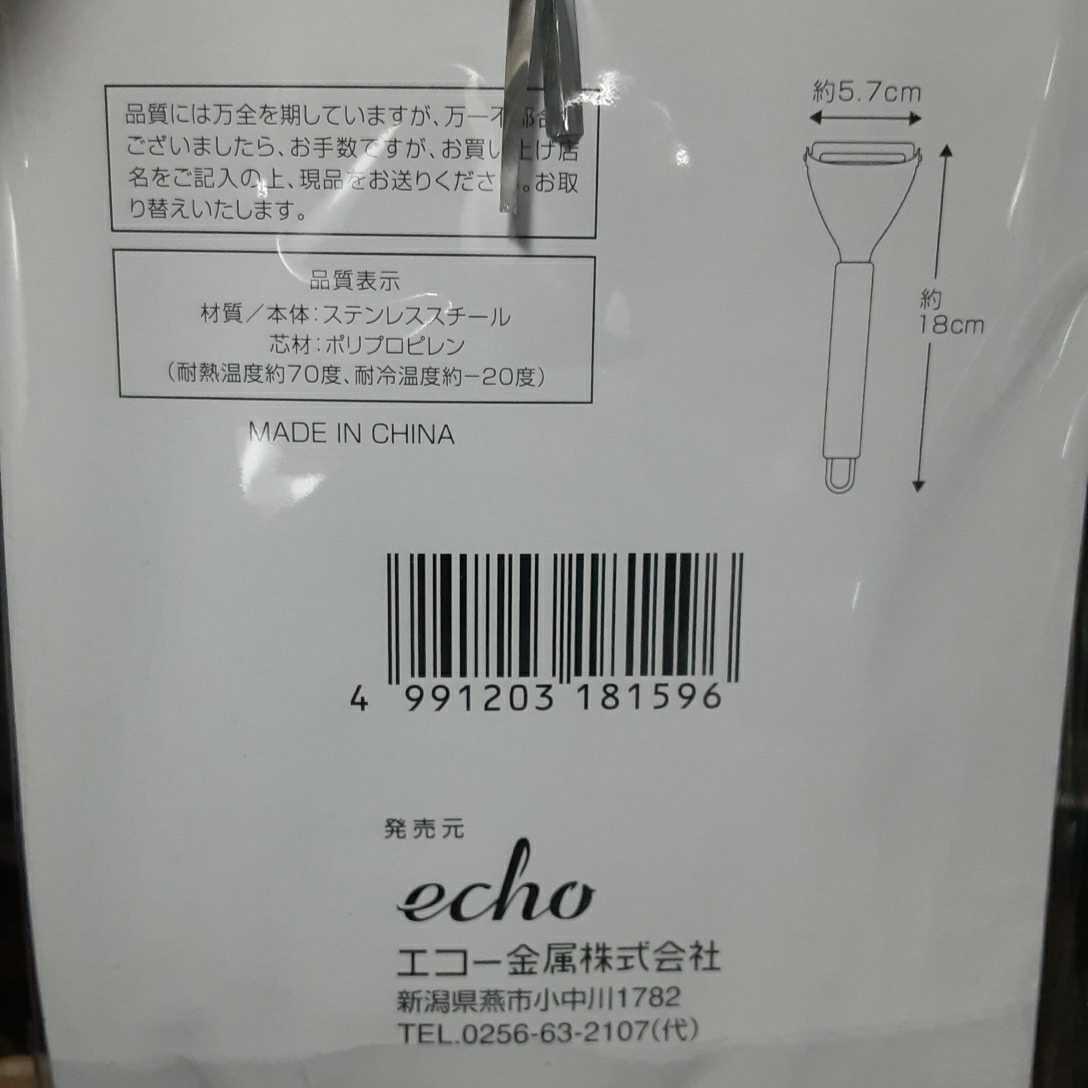 品質には万全を期していますが、万一不都合
ございましたら、お手数ですが、お買い上げ店
名をご記入の上、現品をお送りください。お取
り替えいたします。
品質表示
材質／本体：ステンレススチール
芯材：ポリプロピレン
（耐熱温度約70度、耐冷温度約－20度）
MADE IN CHINA
約5.7cm
約
18cm
4 991203 181596
発売元
echo
エコー金属株式会社
新潟県燕市小中川1782
TEL.0256-63-2107(代)